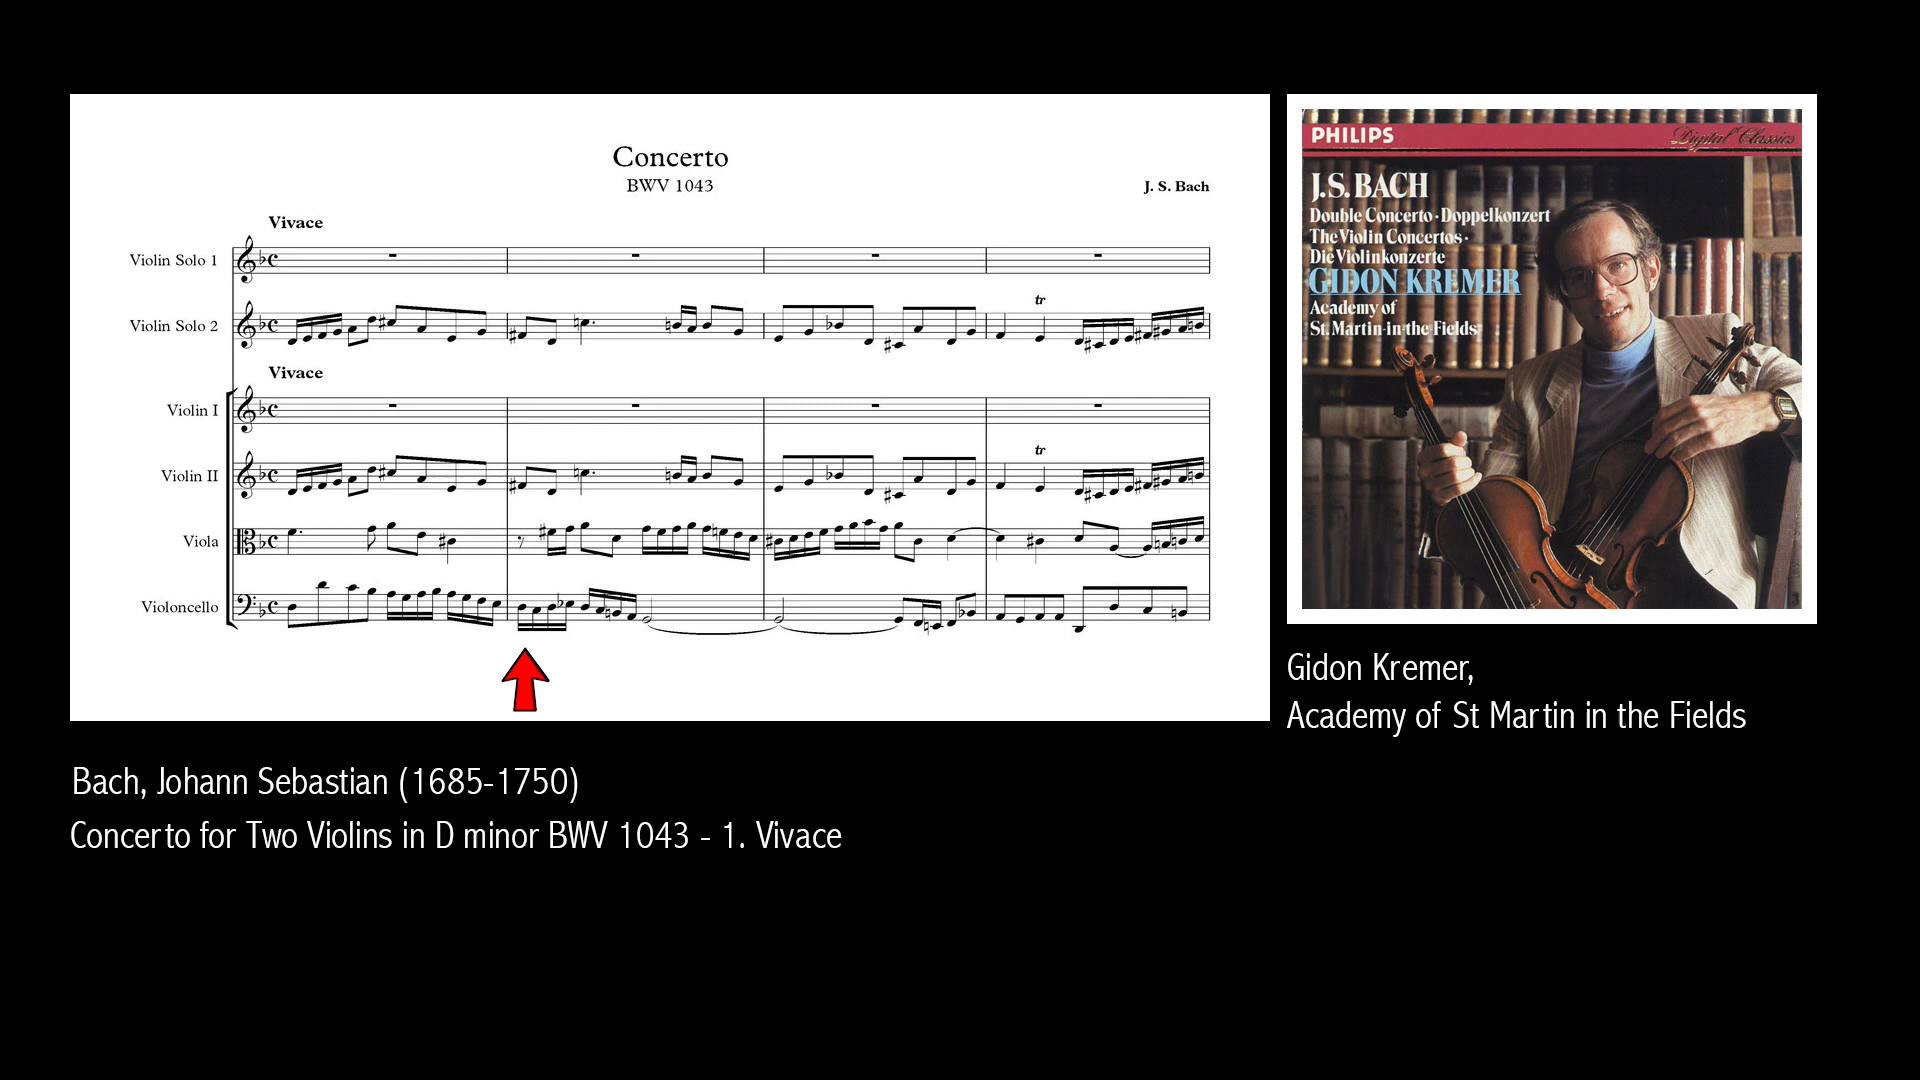 Concerto
BWV 1043
J. S. Bach
Vivace
Violin Solo 1
Violin Solo 2
tr
Vivace
Violin I
Violin II
tr
Viola
Violoncello
PHILIPS
Digital Classics
J.S. BACH
Double Concerto · Doppelkonzert
The Violin Concertos ·
Die Violinkonzerte
GIDON KREMER
Academy of
St. Martin-in-the-Fields
Gidon Kremer,
Academy of St Martin in the Fields
Bach, Johann Sebastian (1685-1750)
Concerto for Two Violins in D minor BWV 1043 - 1. Vivace